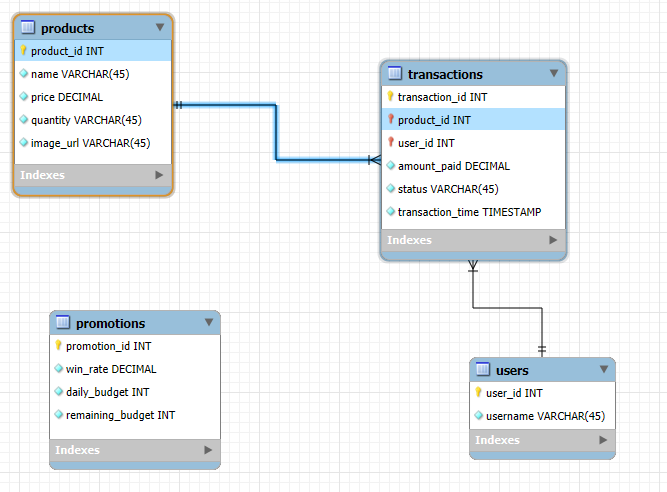 products
product_id INT
name VARCHAR(45)
price DECIMAL
quantity VARCHAR(45)
image_url VARCHAR(45)
Indexes
transactions
transaction_id INT
product_id INT
user_id INT
amount_paid DECIMAL
status VARCHAR(45)
transaction_time TIMESTAMP
Indexes
promotions
promotion_id INT
win_rate DECIMAL
daily_budget INT
remaining_budget INT
Indexes
users
user_id INT
username VARCHAR(45)
Indexes